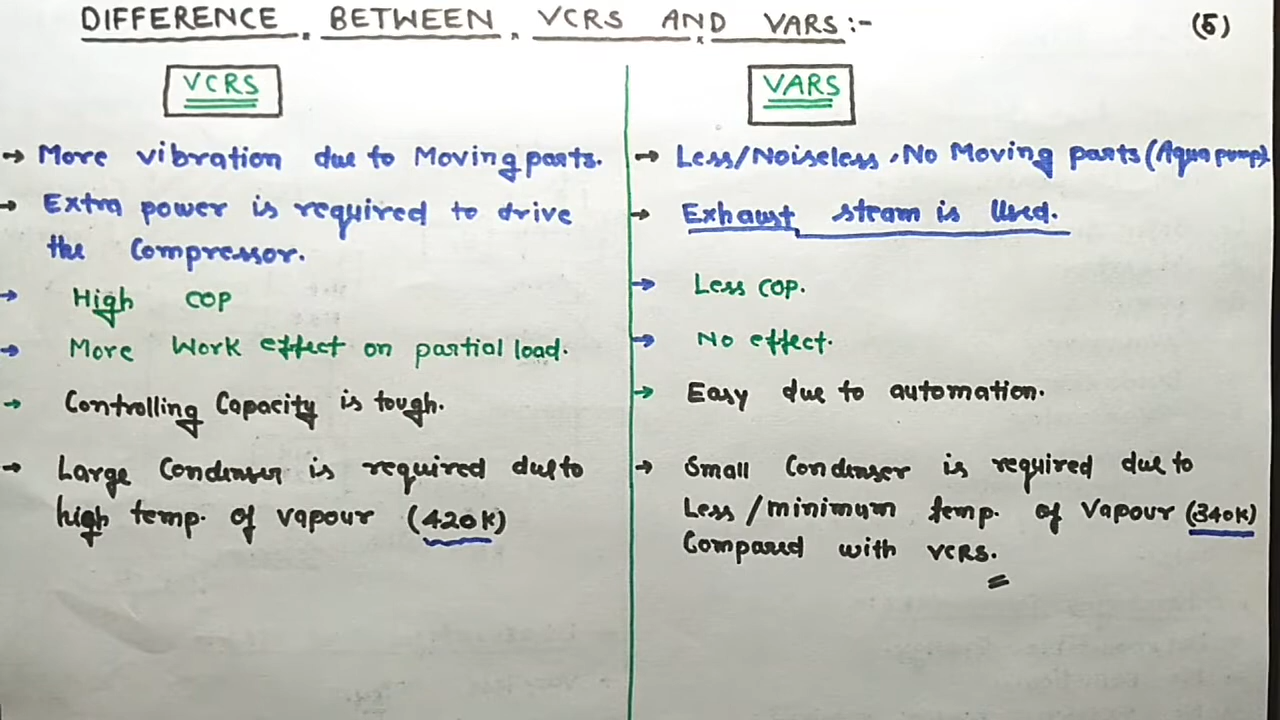 DIFFERENCE BETWEEN VCRS AND VARS:-
(5)
VCRS
→ More vibration due to Moving parts.
→ Extra power is required to drive
the Compressor.
→ High COP
→ More Work effect on partial load.
→ Controlling Capacity is tough.
→ Large Condenser is required due to
high temp. of vapour (420K)
VARS
→ Less/Noiseless, No Moving parts (Aqua pump)
→ Exhaust steam is Used.
→ Less COP.
→ No effect.
→ Easy due to automation.
→ Small Condenser is required due to
Less/minimum temp. of Vapour (340K)
Compared with VCRS.